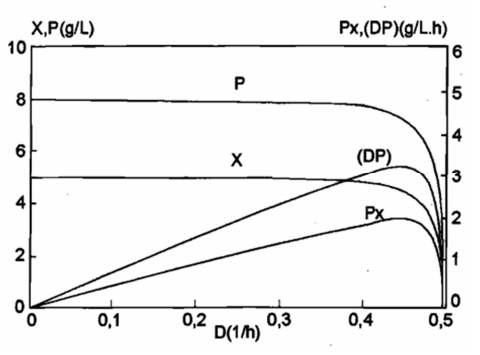 X,P(g/L) Px,(DP)(g/L.h)
10 6
P 5
8
4
6 (DP)
X 3
4
Px 2
2
1
0 0
0 0,1 0,2 0,3 0,4 0,5
D(1/h)